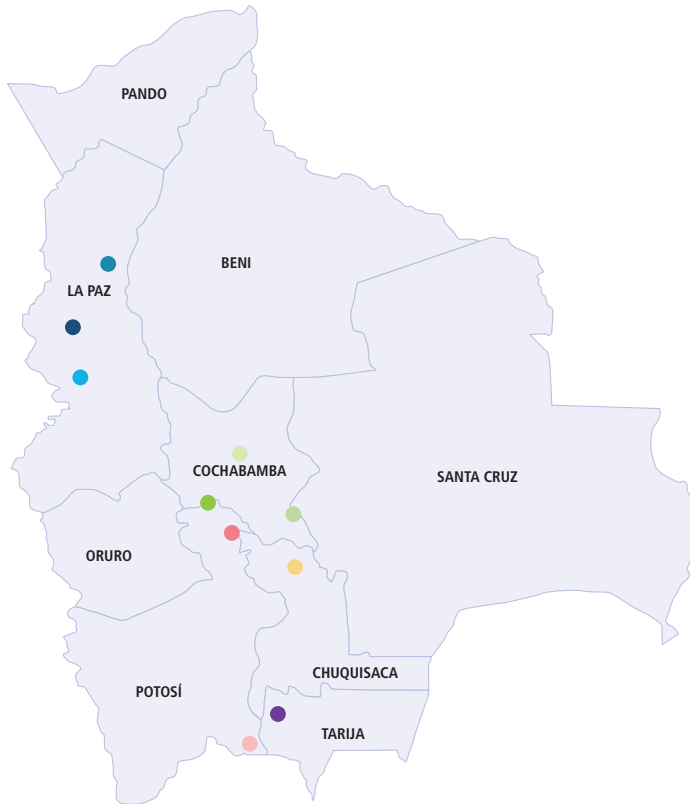 PANDO
BENI
LA PAZ
COCHABAMBA
SANTA CRUZ
ORURO
CHUQUISACA
POTOSÍ
TARIJA